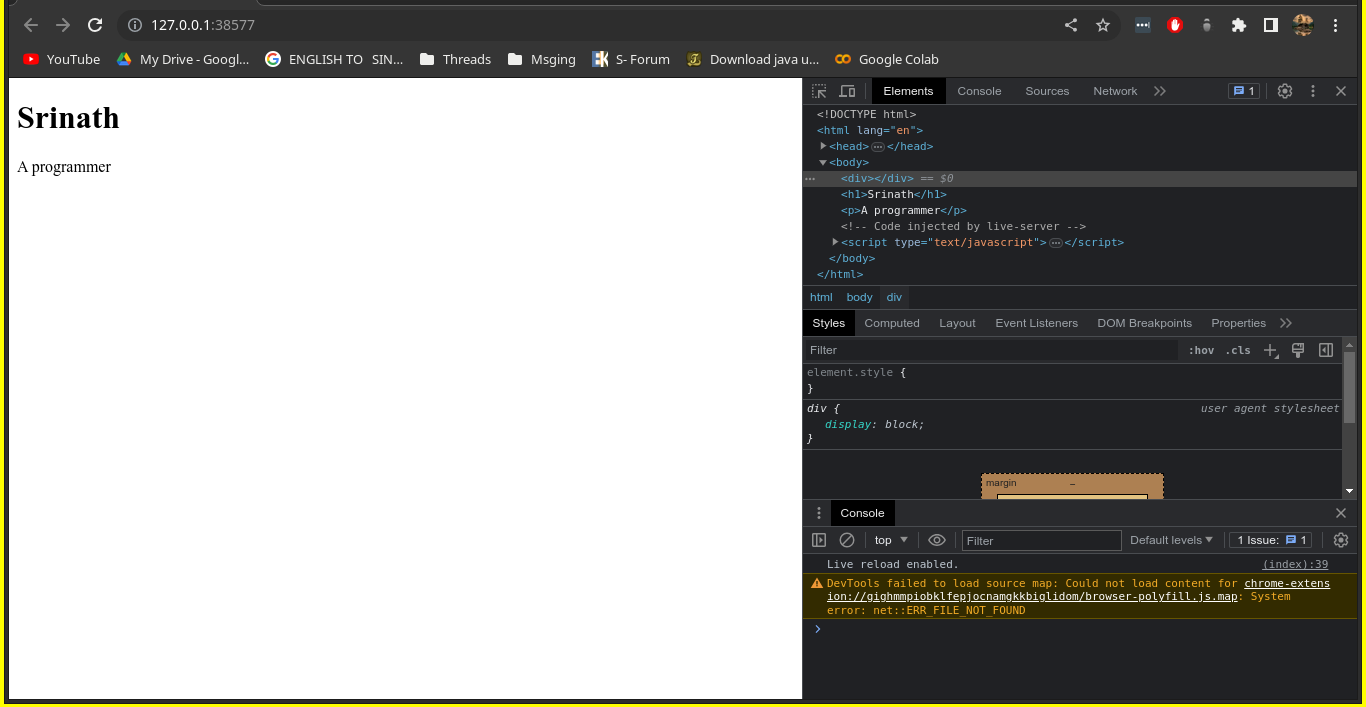 127.0.0.1:38577
YouTube My Drive - Googl... ENGLISH TO SIN... Threads Msging S- Forum Download java u... Google Colab
Srinath
A programmer
Elements Console Sources Network 1
<!DOCTYPE html>
<html lang="en">
<head>…</head>
<body>
<div></div> == $0
<h1>Srinath</h1>
<p>A programmer</p>
<!-- Code injected by live-server -->
<script type="text/javascript">…</script>
</body>
</html>
html body div
Styles Computed Layout Event Listeners DOM Breakpoints Properties
Filter :hov .cls
element.style {
}
div { user agent stylesheet
display: block;
}
margin –
Console
top Filter Default levels 1 Issue: 1
Live reload enabled. (index):39
DevTools failed to load source map: Could not load content for chrome-extens
ion://gighmmpiobklfepjocnamgkkbiglidom/browser-polyfill.js.map: System
error: net::ERR_FILE_NOT_FOUND